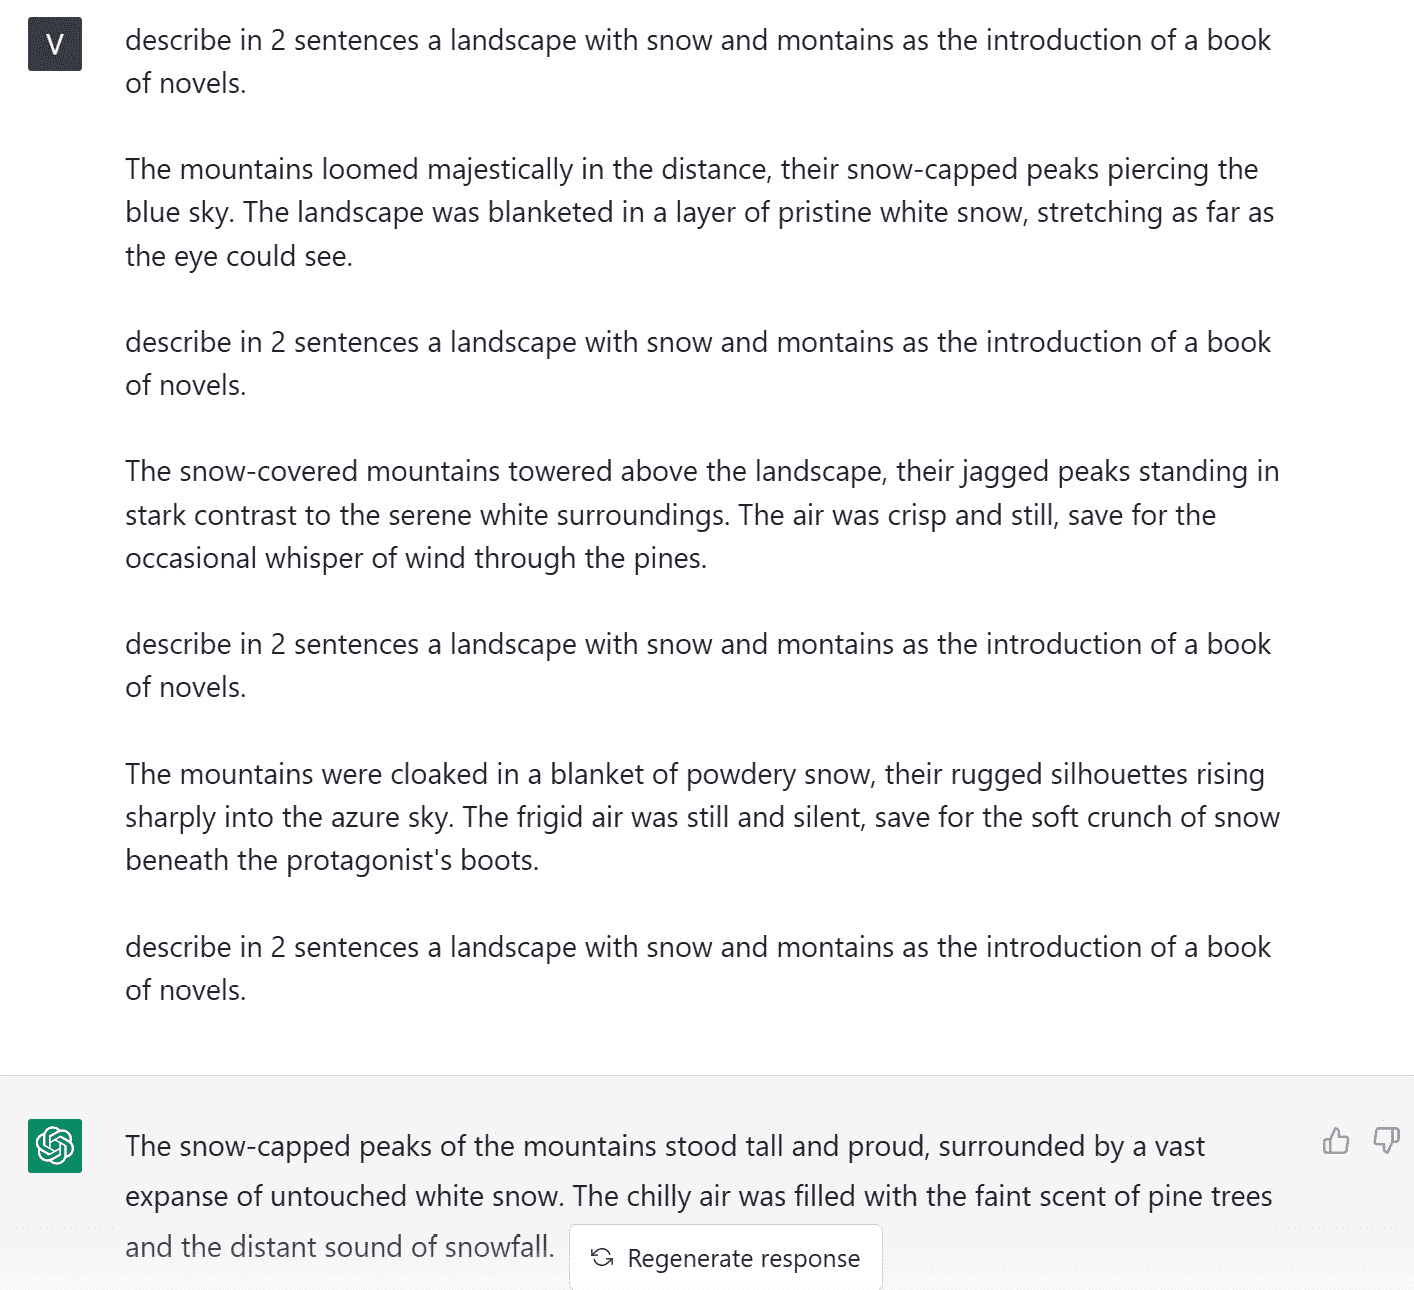 V
describe in 2 sentences a landscape with snow and montains as the introduction of a book
of novels.
The mountains loomed majestically in the distance, their snow-capped peaks piercing the
blue sky. The landscape was blanketed in a layer of pristine white snow, stretching as far as
the eye could see.
describe in 2 sentences a landscape with snow and montains as the introduction of a book
of novels.
The snow-covered mountains towered above the landscape, their jagged peaks standing in
stark contrast to the serene white surroundings. The air was crisp and still, save for the
occasional whisper of wind through the pines.
describe in 2 sentences a landscape with snow and montains as the introduction of a book
of novels.
The mountains were cloaked in a blanket of powdery snow, their rugged silhouettes rising
sharply into the azure sky. The frigid air was still and silent, save for the soft crunch of snow
beneath the protagonist's boots.
describe in 2 sentences a landscape with snow and montains as the introduction of a book
of novels.
The snow-capped peaks of the mountains stood tall and proud, surrounded by a vast
expanse of untouched white snow. The chilly air was filled with the faint scent of pine trees
and the distant sound of snowfall.
Regenerate response